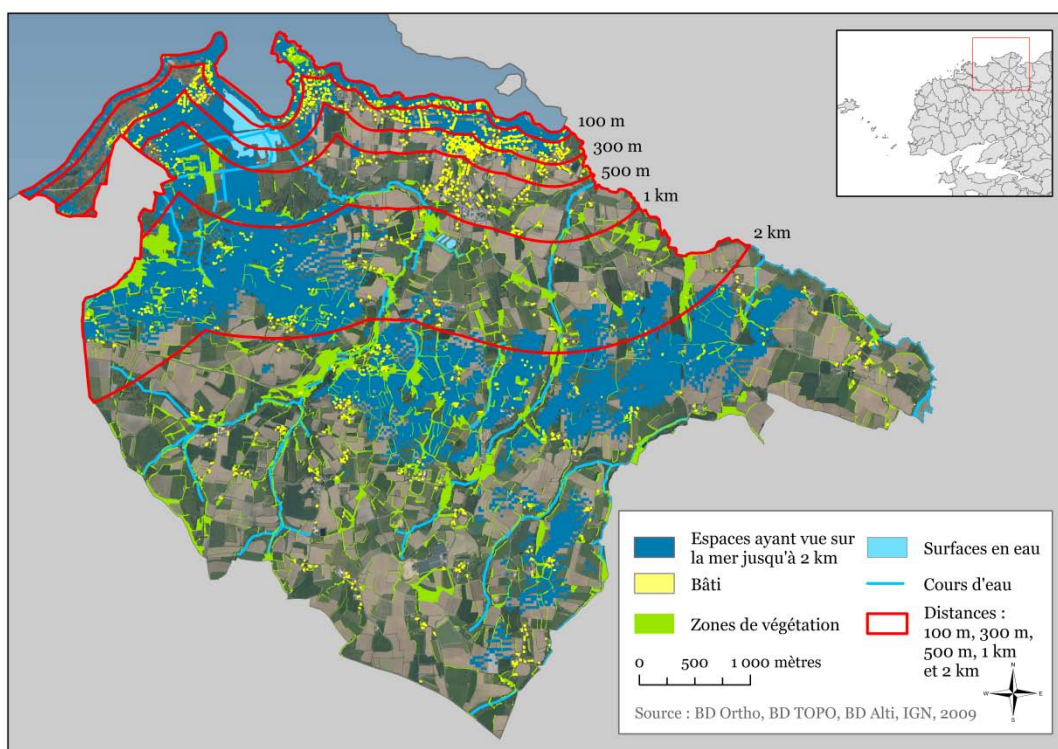 100 m
300 m
500 m
1 km
2 km
Espaces ayant vue sur
la mer jusqu'à 2 km
Bâti
Zones de végétation
0 500 1 000 mètres
Surfaces en eau
Cours d'eau
Distances :
100 m, 300 m,
500 m, 1 km
et 2 km
N
W E
S
Source : BD Ortho, BD TOPO, BD Alti, IGN, 2009